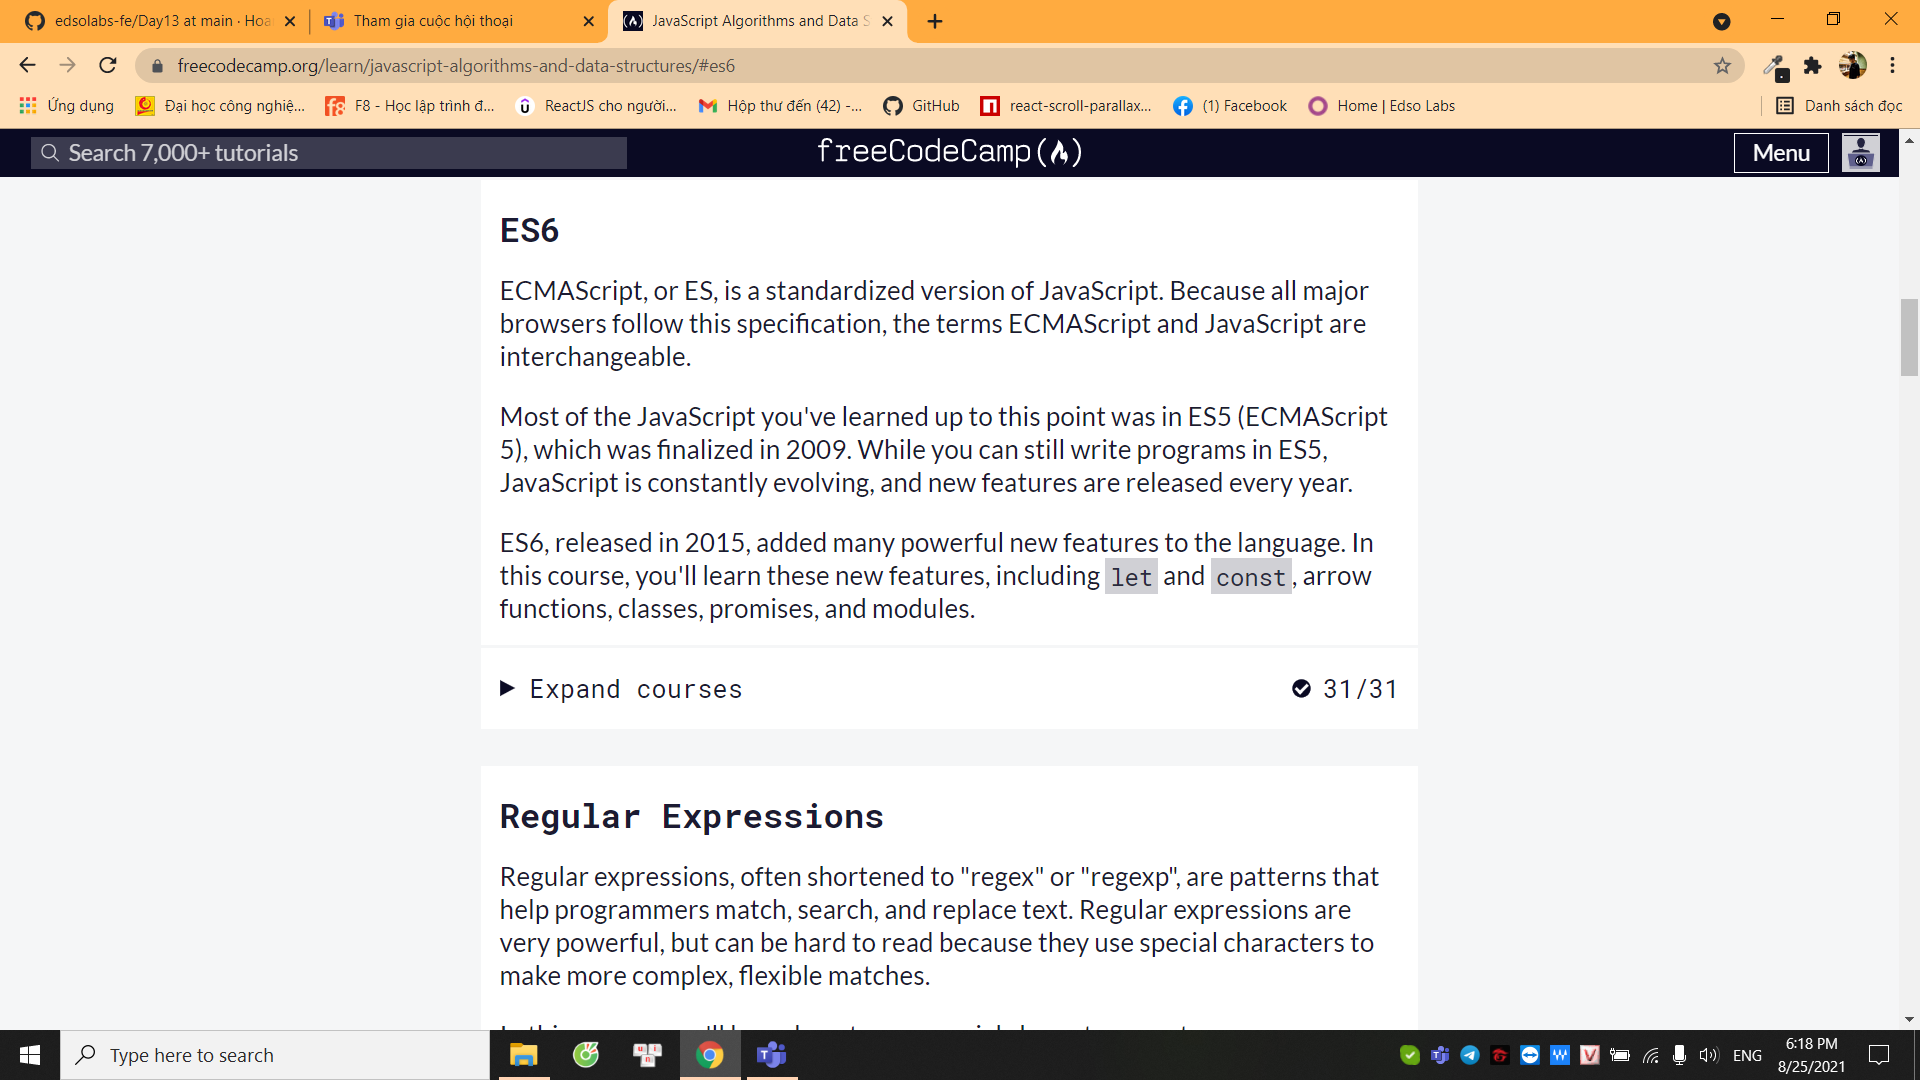 edsolabs-fe/Day13 at main · Hoa
Tham gia cuộc hội thoại
JavaScript Algorithms and Data S
freecodecamp.org/learn/javascript-algorithms-and-data-structures/#es6
Ứng dụng
Đại học công nghiệ...
F8 - Học lập trình đ...
ReactJS cho người...
Hộp thư đến (42) -...
GitHub
react-scroll-parallax...
(1) Facebook
Home | Edso Labs
Danh sách đọc
Search 7,000+ tutorials
freeCodeCamp
Menu
ES6
ECMAScript, or ES, is a standardized version of JavaScript. Because all major
browsers follow this specification, the terms ECMAScript and JavaScript are
interchangeable.
Most of the JavaScript you've learned up to this point was in ES5 (ECMAScript
5), which was finalized in 2009. While you can still write programs in ES5,
JavaScript is constantly evolving, and new features are released every year.
ES6, released in 2015, added many powerful new features to the language. In
this course, you'll learn these new features, including let and const, arrow
functions, classes, promises, and modules.
Expand courses
31/31
Regular Expressions
Regular expressions, often shortened to "regex" or "regexp", are patterns that
help programmers match, search, and replace text. Regular expressions are
very powerful, but can be hard to read because they use special characters to
make more complex, flexible matches.
Type here to search
ENG
6:18 PM
8/25/2021